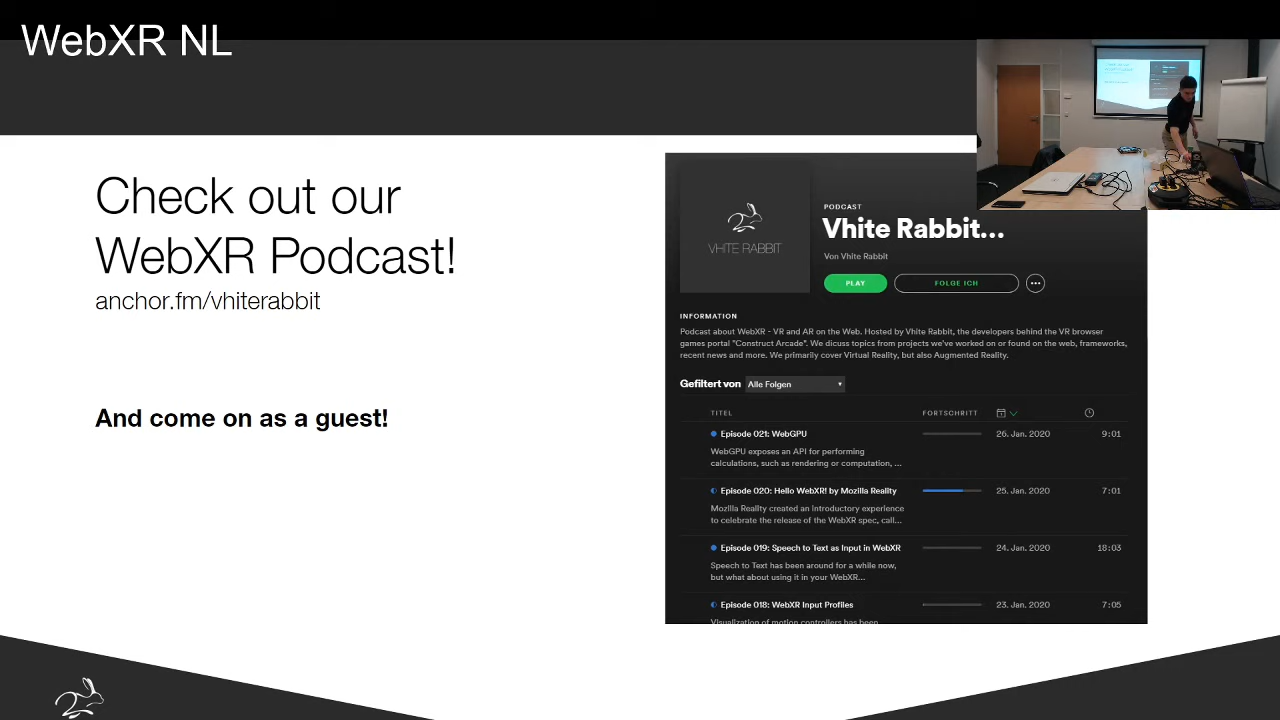 WebXR NL
Check out our
WebXR Podcast!
anchor.fm/vhiterabbit
And come on as a guest!
VHITE RABBIT
PODCAST
Vhite Rabbit...
Von Vhite Rabbit
PLAY
FOLGE ICH
INFORMATION
Podcast about WebXR - VR and AR on the Web. Hosted by Vhite Rabbit, the developers behind the VR browser
games portal "Construct Arcade". We dicuss topics from projects we've worked on or found on the web, frameworks,
recent news and more. We primarily cover Virtual Reality, but also Augmented Reality.
Gefiltert von Alle Folgen
TITEL FORTSCHRITT
Episode 021: WebGPU 26. Jan. 2020 9:01
WebGPU exposes an API for performing
calculations, such as rendering or computation, ...
Episode 020: Hello WebXR! by Mozilla Reality 25. Jan. 2020 7:01
Mozilla Reality created an introductory experience
to celebrate the release of the WebXR spec, call...
Episode 019: Speech to Text as Input in WebXR 24. Jan. 2020 18:03
Speech to Text has been around for a while now,
but what about using it in your WebXR...
Episode 018: WebXR Input Profiles 23. Jan. 2020 7:05
Visualization of motion controllers has been